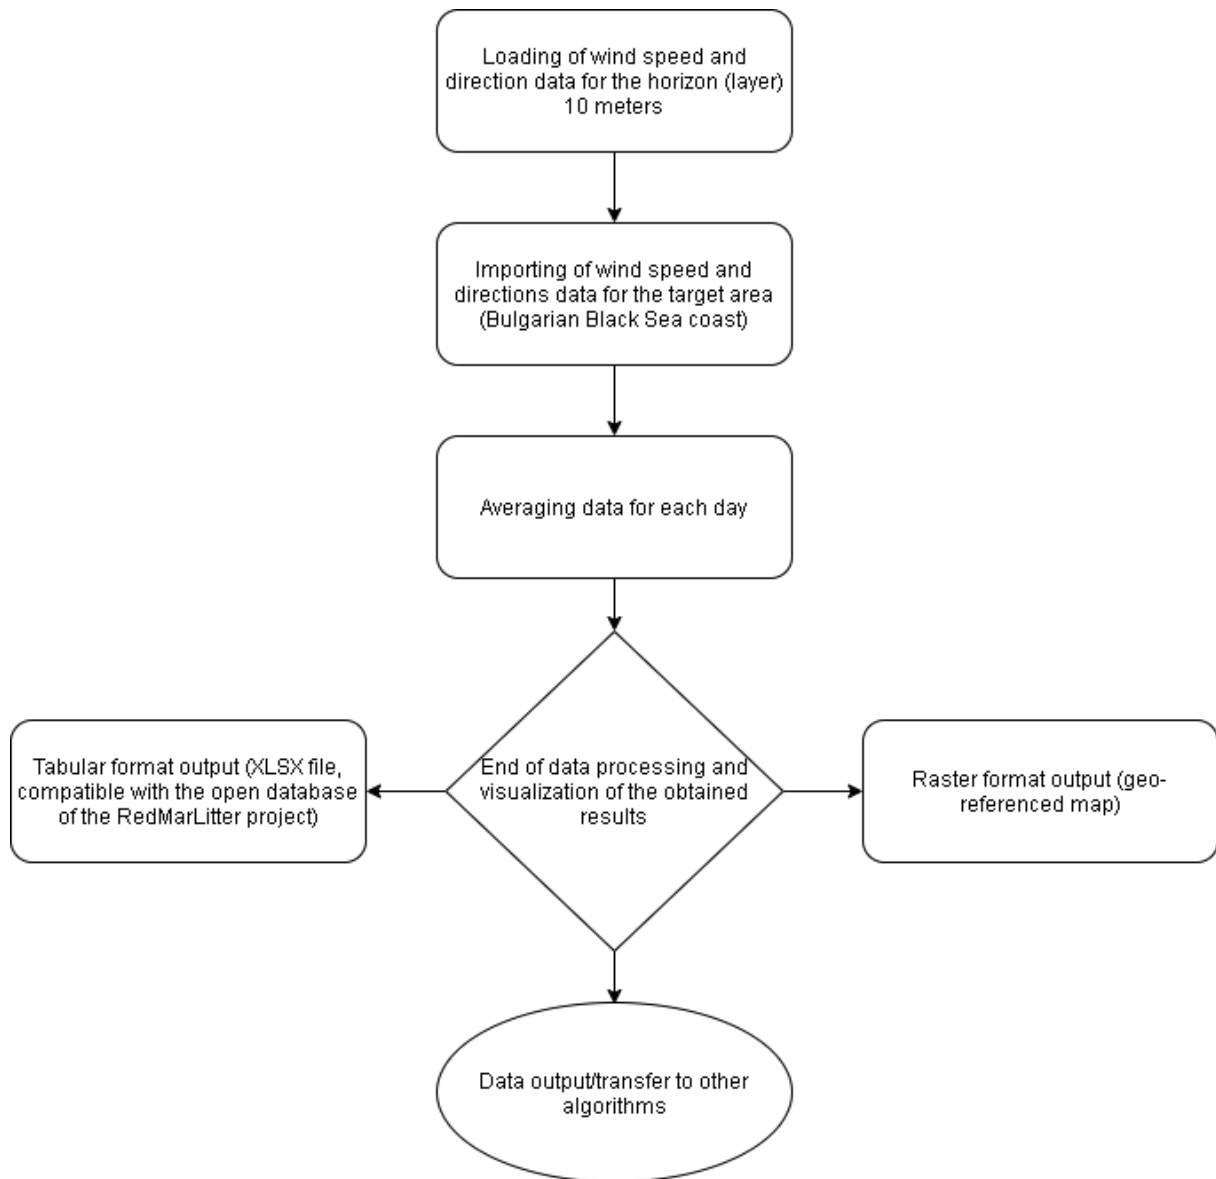 Loading of wind speed and
direction data for the horizon (layer)
10 meters
Importing of wind speed and
directions data for the target area
(Bulgarian Black Sea coast)
Averaging data for each day
End of data processing and
visualization of the obtained
results
Tabular format output (XLSX file,
compatible with the open database
of the RedMarLitter project)
Raster format output (geo-
referenced map)
Data output/transfer to other
algorithms